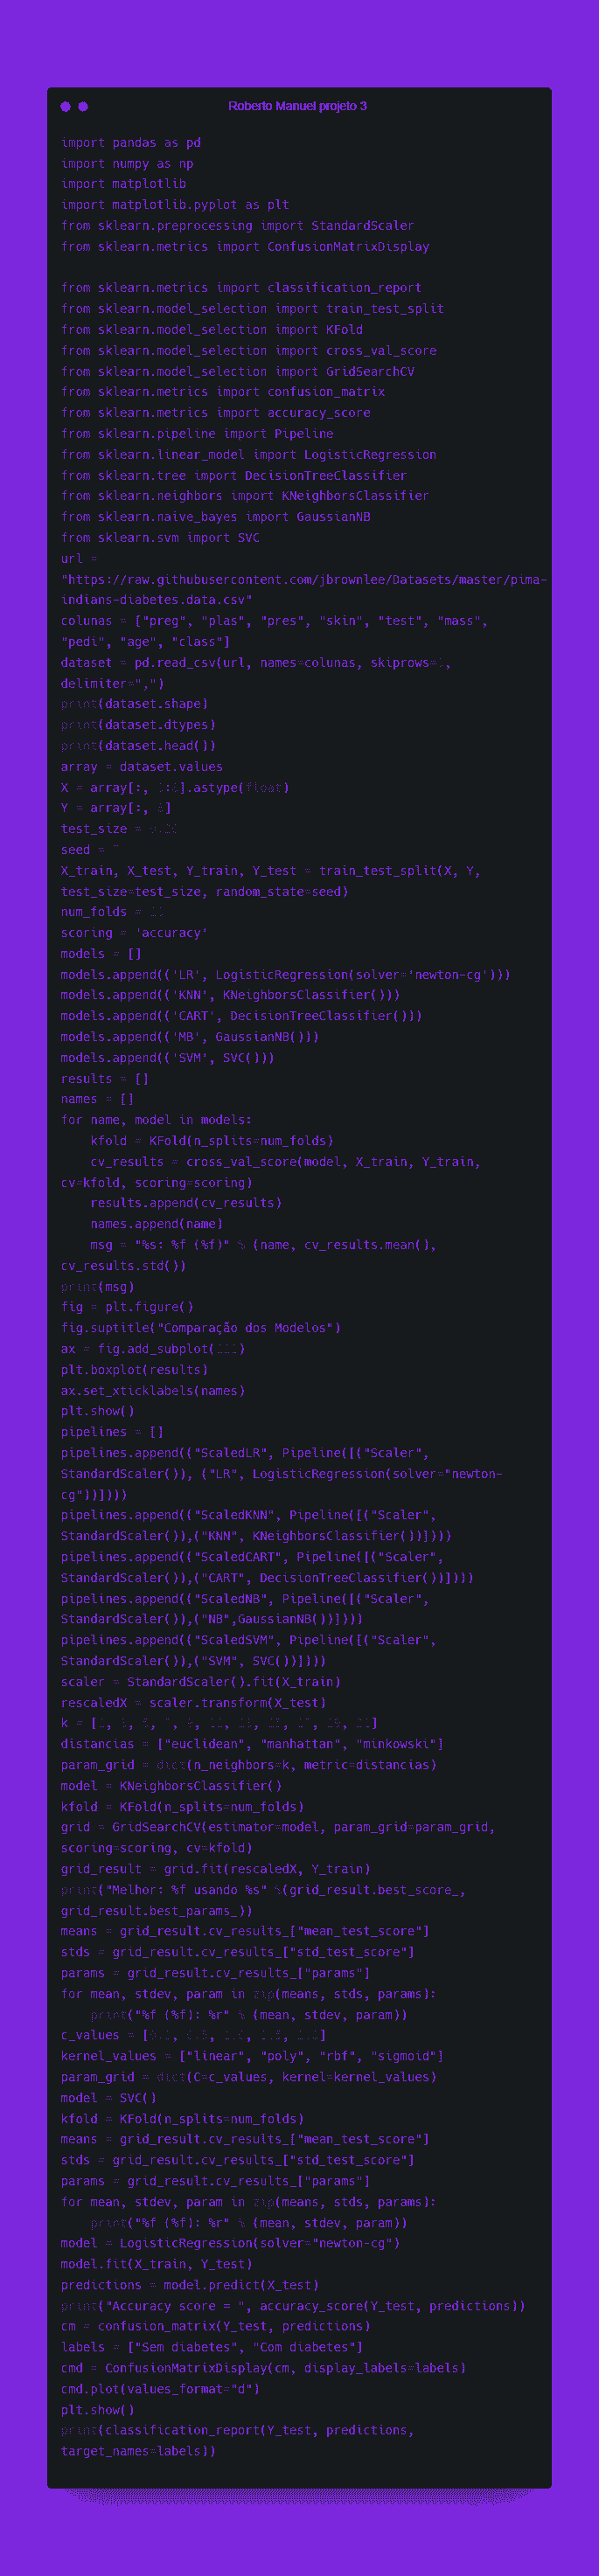 Roberto Manuel projeto 3
import pandas as pd
import numpy as np
import matplotlib
import matplotlib.pyplot as plt
from sklearn.preprocessing import StandardScaler
from sklearn.metrics import ConfusionMatrixDisplay
from sklearn.metrics import classification_report
from sklearn.model_selection import train_test_split
from sklearn.model_selection import KFold
from sklearn.model_selection import cross_val_score
from sklearn.model_selection import GridSearchCV
from sklearn.metrics import confusion_matrix
from sklearn.metrics import accuracy_score
from sklearn.pipeline import Pipeline
from sklearn.linear_model import LogisticRegression
from sklearn.tree import DecisionTreeClassifier
from sklearn.neighbors import KNeighborsClassifier
from sklearn.naive_bayes import GaussianNB
from sklearn.svm import SVC
url =
"https://raw.githubusercontent.com/jbrownlee/Datasets/master/pima-
indians-diabetes.data.csv"
colunas = ["preg", "plas", "pres", "skin", "test", "mass",
"pedi", "age", "class"]
dataset = pd.read_csv(url, names=colunas, skiprows=,
delimiter=",")
print(dataset.shape)
print(dataset.dtypes)
print(dataset.head())
array = dataset.values
X = array[:, :].astype(float)
Y = array[:, ]
test_size =
seed =
X_train, X_test, Y_train, Y_test = train_test_split(X, Y,
test_size=test_size, random_state=seed)
num_folds =
scoring = 'accuracy'
models = []
models.append(('LR', LogisticRegression(solver='newton-cg')))
models.append(('KNN', KNeighborsClassifier()))
models.append(('CART', DecisionTreeClassifier()))
models.append(('MB', GaussianNB()))
models.append(('SVM', SVC()))
results = []
names = []
for name, model in models:
    kfold = KFold(n_splits=num_folds)
    cv_results = cross_val_score(model, X_train, Y_train,
cv=kfold, scoring=scoring)
    results.append(cv_results)
    names.append(name)
    msg = "%s: %f (%f)" % (name, cv_results.mean(),
cv_results.std())
print(msg)
fig = plt.figure()
fig.suptitle("Comparação dos Modelos")
ax = fig.add_subplot()
plt.boxplot(results)
ax.set_xticklabels(names)
plt.show()
pipelines = []
pipelines.append(("ScaledLR", Pipeline([("Scaler",
StandardScaler()), ("LR", LogisticRegression(solver="newton-
cg"))])))
pipelines.append(("ScaledKNN", Pipeline([("Scaler",
StandardScaler()),("KNN", KNeighborsClassifier())])))
pipelines.append(("ScaledCART", Pipeline([("Scaler",
StandardScaler()),("CART", DecisionTreeClassifier())])))
pipelines.append(("ScaledNB", Pipeline([("Scaler",
StandardScaler()),("NB",GaussianNB())])))
pipelines.append(("ScaledSVM", Pipeline([("Scaler",
StandardScaler()),("SVM", SVC())])))
scaler = StandardScaler().fit(X_train)
rescaledX = scaler.transform(X_test)
k = [, , , , , , , , , , ]
distancias = ["euclidean", "manhattan", "minkowski"]
param_grid = dict(n_neighbors=k, metric=distancias)
model = KNeighborsClassifier()
kfold = KFold(n_splits=num_folds)
grid = GridSearchCV(estimator=model, param_grid=param_grid,
scoring=scoring, cv=kfold)
grid_result = grid.fit(rescaledX, Y_train)
print("Melhor: %f usando %s" %(grid_result.best_score_,
grid_result.best_params_))
means = grid_result.cv_results_["mean_test_score"]
stds = grid_result.cv_results_["std_test_score"]
params = grid_result.cv_results_["params"]
for mean, stdev, param in zip(means, stds, params):
    print("%f (%f): %r" % (mean, stdev, param))
c_values = [, , , , ]
kernel_values = ["linear", "poly", "rbf", "sigmoid"]
param_grid = dict(C=c_values, kernel=kernel_values)
model = SVC()
kfold = KFold(n_splits=num_folds)
means = grid_result.cv_results_["mean_test_score"]
stds = grid_result.cv_results_["std_test_score"]
params = grid_result.cv_results_["params"]
for mean, stdev, param in zip(means, stds, params):
    print("%f (%f): %r" % (mean, stdev, param))
model = LogisticRegression(solver="newton-cg")
model.fit(X_train, Y_test)
predictions = model.predict(X_test)
print("Accuracy score = ", accuracy_score(Y_test, predictions))
cm = confusion_matrix(Y_test, predictions)
labels = ["Sem diabetes", "Com diabetes"]
cmd = ConfusionMatrixDisplay(cm, display_labels=labels)
cmd.plot(values_format="d")
plt.show()
print(classification_report(Y_test, predictions,
target_names=labels))